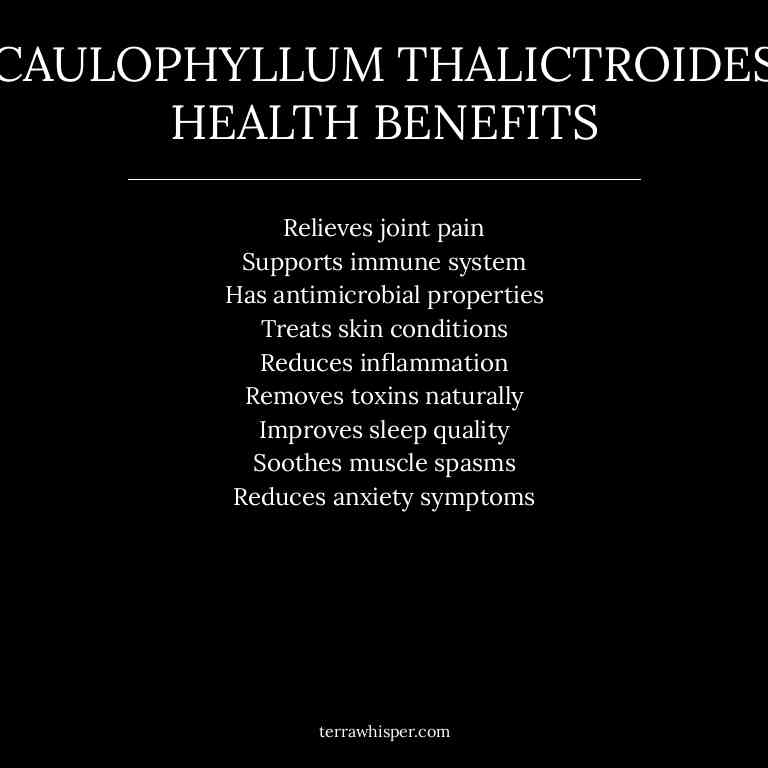 CAULOPHYLLUM THALICTROIDES
HEALTH BENEFITS
Relieves joint pain
Supports immune system
Has antimicrobial properties
Treats skin conditions
Reduces inflammation
Removes toxins naturally
Improves sleep quality
Soothes muscle spasms
Reduces anxiety symptoms
terrawhisper.com